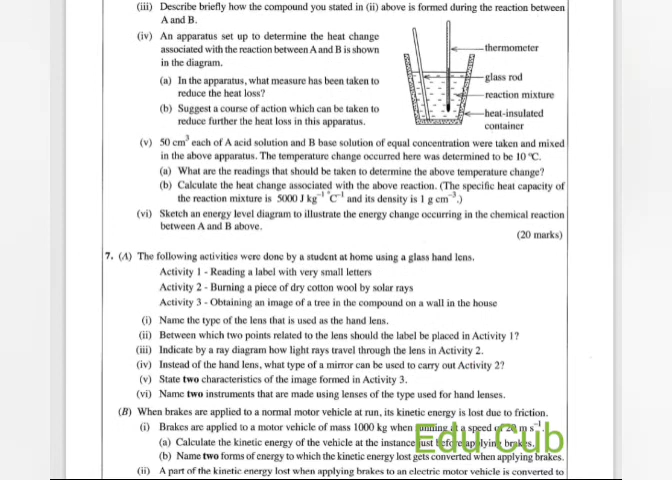 (iii) Describe briefly how the compound you stated in (ii) above is formed during the reaction between
A and B.
(iv) An apparatus set up to determine the heat change
associated with the reaction between A and B is shown
in the diagram.
(a) In the apparatus, what measure has been taken to
reduce the heat loss?
(b) Suggest a course of action which can be taken to
reduce further the heat loss in this apparatus.
thermometer
glass rod
reaction mixture
heat-insulated
container
(v) 50 cm³ each of A acid solution and B base solution of equal concentration were taken and mixed
in the above apparatus. The temperature change occurred here was determined to be 10 °C.
(a) What are the readings that should be taken to determine the above temperature change?
(b) Calculate the heat change associated with the above reaction. (The specific heat capacity of
the reaction mixture is 5000 J kg⁻¹ °C⁻¹ and its density is 1 g cm⁻³.)
(vi) Sketch an energy level diagram to illustrate the energy change occurring in the chemical reaction
between A and B above.
(20 marks)
7. (A) The following activities were done by a student at home using a glass hand lens.
Activity 1 - Reading a label with very small letters
Activity 2 - Burning a piece of dry cotton wool by solar rays
Activity 3 - Obtaining an image of a tree in the compound on a wall in the house
(i) Name the type of the lens that is used as the hand lens.
(ii) Between which two points related to the lens should the label be placed in Activity 1?
(iii) Indicate by a ray diagram how light rays travel through the lens in Activity 2.
(iv) Instead of the hand lens, what type of a mirror can be used to carry out Activity 2?
(v) State two characteristics of the image formed in Activity 3.
(vi) Name two instruments that are made using lenses of the type used for hand lenses.
(B) When brakes are applied to a normal motor vehicle at run, its kinetic energy is lost due to friction.
(i) Brakes are applied to a motor vehicle of mass 1000 kg when running at a speed of 20 m s⁻¹.
(a) Calculate the kinetic energy of the vehicle at the instance just before applying brakes.
(b) Name two forms of energy to which the kinetic energy lost gets converted when applying brakes.
(ii) A part of the kinetic energy lost when applying brakes to an electric motor vehicle is converted to
Edu Cub